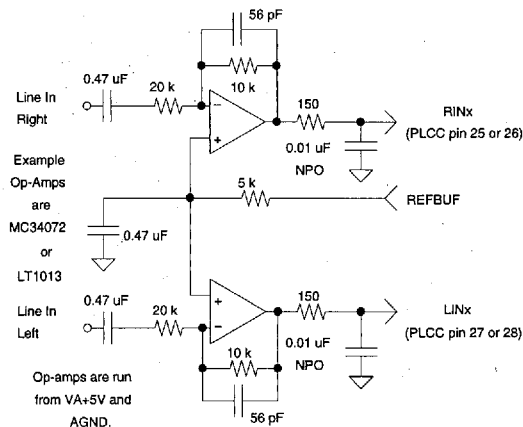 56 pF
0.47 uF
20 k
10 k
Line In
Right
–
+
150
RINx
(PLCC pin 25 or 26)
0.01 uF
NPO
Example
Op-Amps
are
MC34072
or
LT1013
0.47 uF
5 k
REFBUF
Line In
Left
0.47 uF
20 k
+
–
150
LINx
(PLCC pin 27 or 28)
0.01 uF
NPO
10 k
56 pF
Op-amps are run
from VA+5V and
AGND.